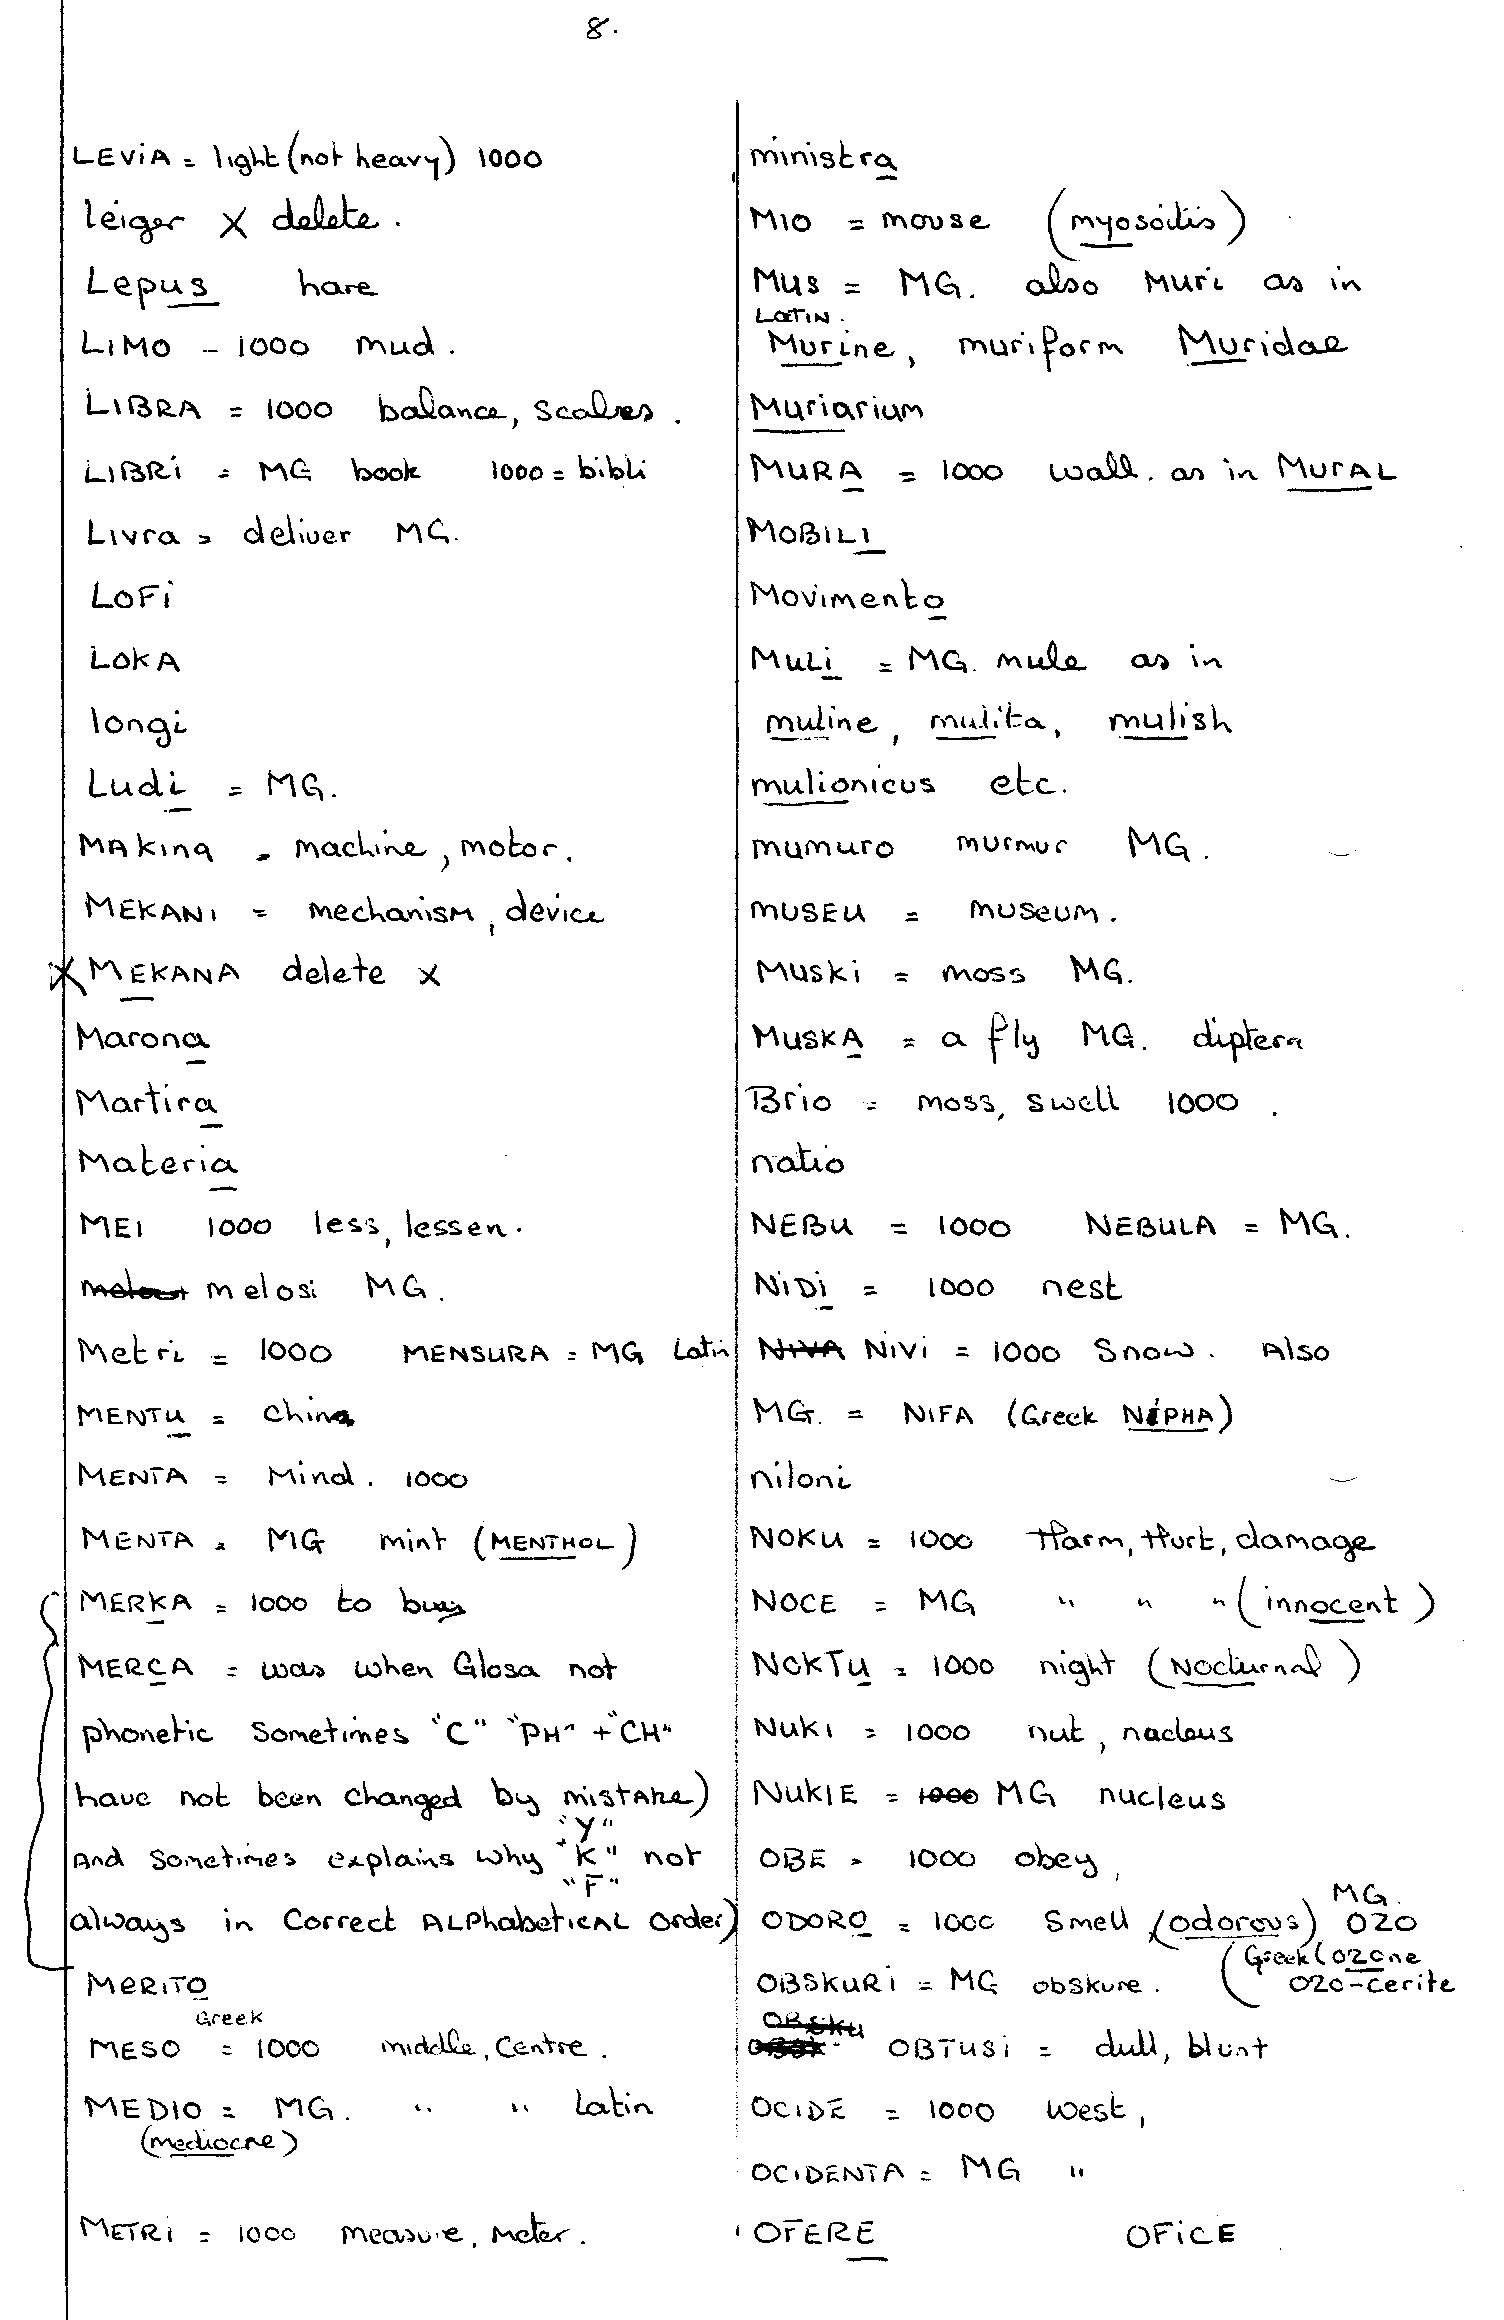 8.
LEViA = light (not heavy) 1000
leiger X delete.
Lepus hare
LIMO - 1000 mud.
LIBRA = 1000 balance, scales.
LIBRi = MG book 1000 = bibli
Livra = deliver MG.
LOFi
LOKA
longi
Ludi = MG.
MAKina = machine, motor.
MEKANI = mechanism, device
X MEKANA delete x
Marona
Martira
Materia
MEI 1000 less, lessen.
melosi MG.
Metri = 1000 MENSURA = MG Latin
MENTU = China
MENTA = Mind. 1000
MENTA = MG mint (MENTHOL)
MERKA = 1000 to buy
MERCA = was when Glosa not
phonetic Sometimes "C" "PH" + "CH"
have not been changed by mistake)
"Y"
And Sometimes explains why "K" not
"F"
always in Correct ALPhabetiCAL Order)
MERITO
Greek
MESO = 1000 middle, Centre.
MEDIO = MG. " " Latin
(mediocre)
METRi = 1000 measure, meter.
ministra
MIO = mouse (myosotis)
Mus = MG. also Muri as in
LATIN.
Murine, muriform Muridae
Muriarium
MURA = 1000 wall. as in MURAL
MOBILI
Movimento
MULi = MG. mule as in
muline, mulita, mulish
mulionicus etc.
mumuro murmur MG.
MUSEU = museum.
Muski = moss MG.
MuskA = a fly MG. diptera
Brio = moss, swell 1000.
natio
NEBU = 1000 NEBULA = MG.
NiDi = 1000 nest
NIVA NiVi = 1000 Snow. Also
MG. = NIFA (Greek NIPHA)
niloni
NOKU = 1000 Harm, Hurt, damage
NOCE = MG " " " (innocent)
NOKTU = 1000 night (Nocturnal)
NUKI = 1000 nut, nacleus
NUKIE = 1000 MG nucleus
OBE = 1000 obey,
MG.
ODORO = 1000 Smell (odorous) OZO
(Greek (OZOne
OBSKURi = MG obskure. OZO-Cerite
OBSKU
OBTUSi = dull, blunt
OCIDE = 1000 west,
OCIDENTA = MG "
OFERE OFiCE